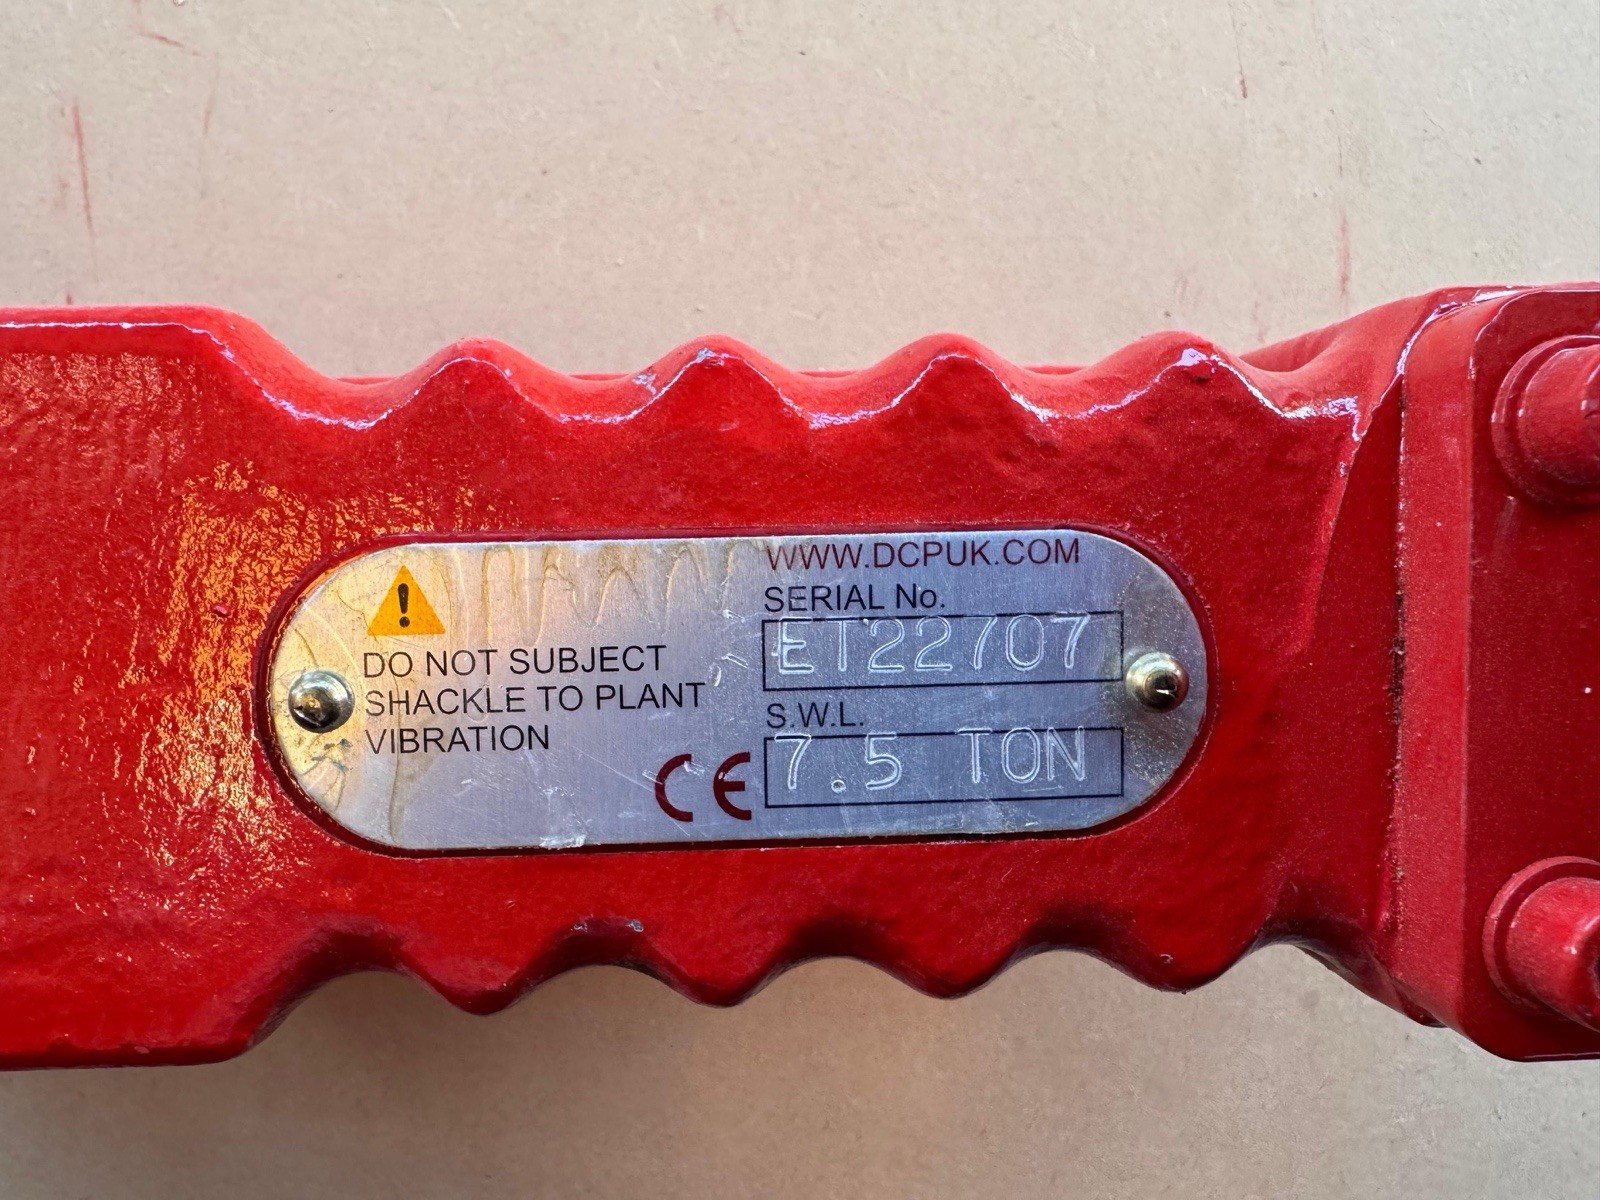 WWW.DCPUK.COM
SERIAL No.
ET22707
DO NOT SUBJECT
SHACKLE TO PLANT
VIBRATION
S.W.L.
7.5 TON
CE